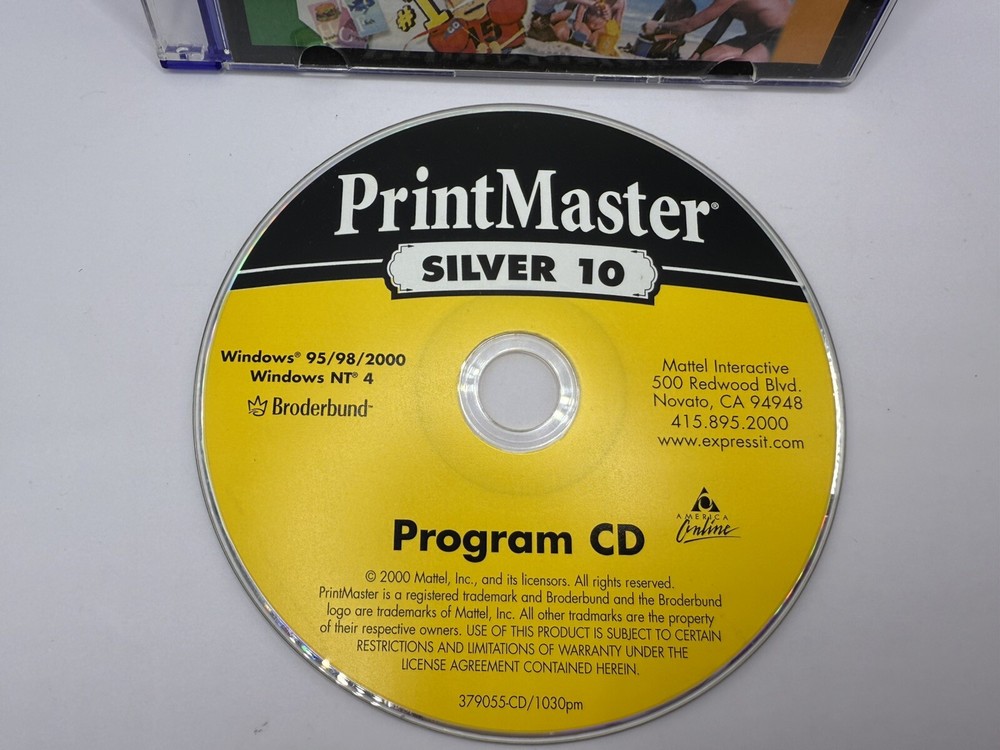 #1
PrintMaster®
SILVER 10
Windows® 95/98/2000
Windows NT® 4
Broderbund™
Mattel Interactive
500 Redwood Blvd.
Novato, CA 94948
415.895.2000
www.expressit.com
AMERICA
Online
Program CD
© 2000 Mattel, Inc., and its licensors. All rights reserved.
PrintMaster is a registered trademark and Broderbund and the Broderbund
logo are trademarks of Mattel, Inc. All other tradmarks are the property
of their respective owners. USE OF THIS PRODUCT IS SUBJECT TO CERTAIN
RESTRICTIONS AND LIMITATIONS OF WARRANTY UNDER THE
LICENSE AGREEMENT CONTAINED HEREIN.
379055-CD/1030pm